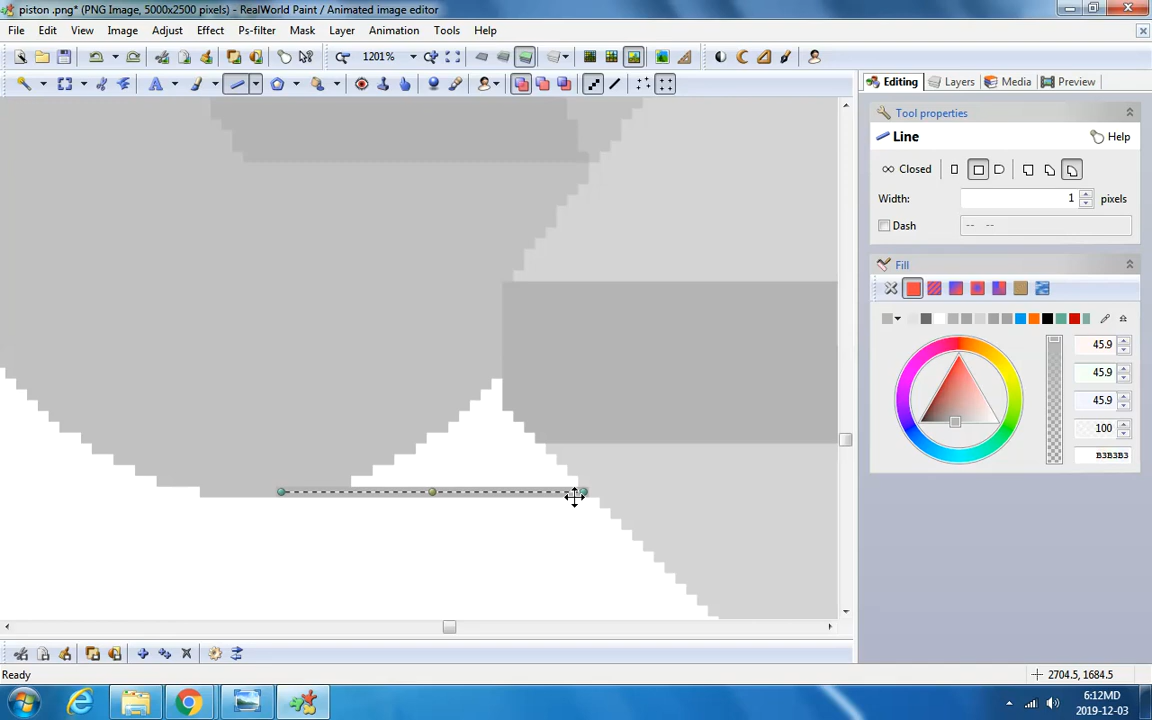 piston .png* (PNG Image, 5000x2500 pixels) - RealWorld Paint / Animated image editor
File Edit View Image Adjust Effect Ps-filter Mask Layer Animation Tools Help
1201%
Editing Layers Media Preview
Tool properties
Line Help
Closed
Width: 1 pixels
Dash -- --
Fill
45.9
45.9
45.9
100
B3B3B3
Ready
2704.5, 1684.5
6:12MD
2019-12-03